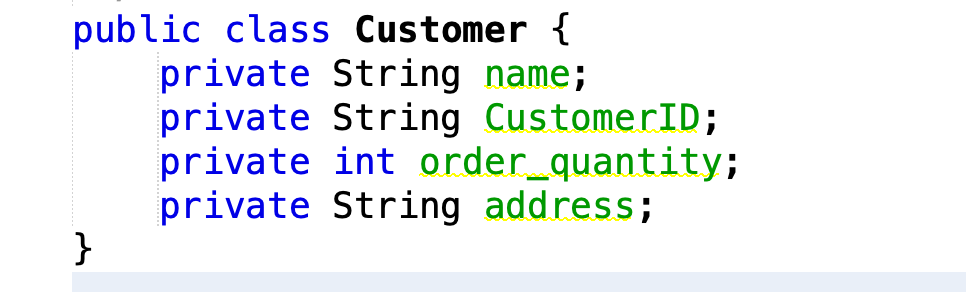 public class Customer {
    private String name;
    private String CustomerID;
    private int order_quantity;
    private String address;
}